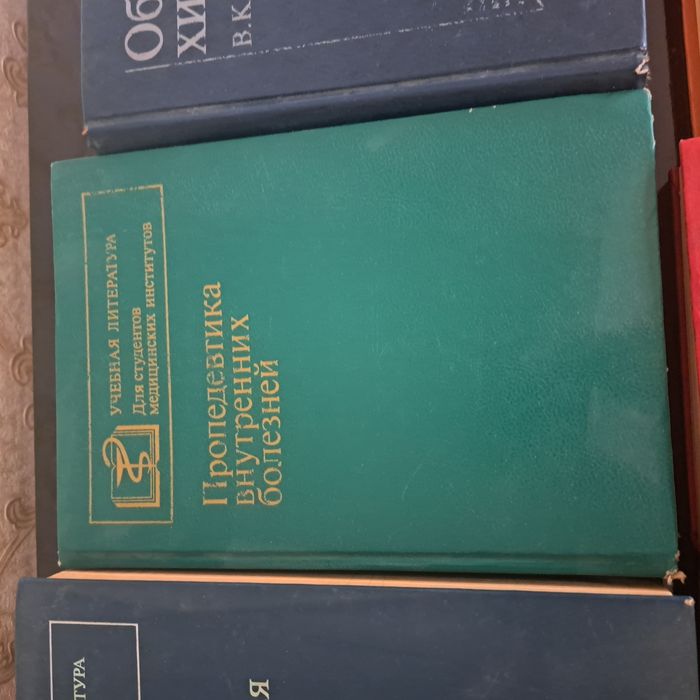 Об
хи
В.К
УЧЕБНАЯ ЛИТЕРАТУРА
Для студентов
медицинских институтов
Пропедевтика
внутренних
болезней
ТУРА
я